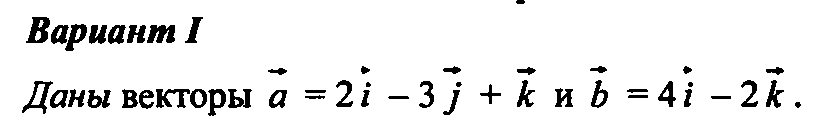 Вариант I
Даны векторы a⃗ = 2i⃗ − 3j⃗ + k⃗ и b⃗ = 4i⃗ − 2k⃗.